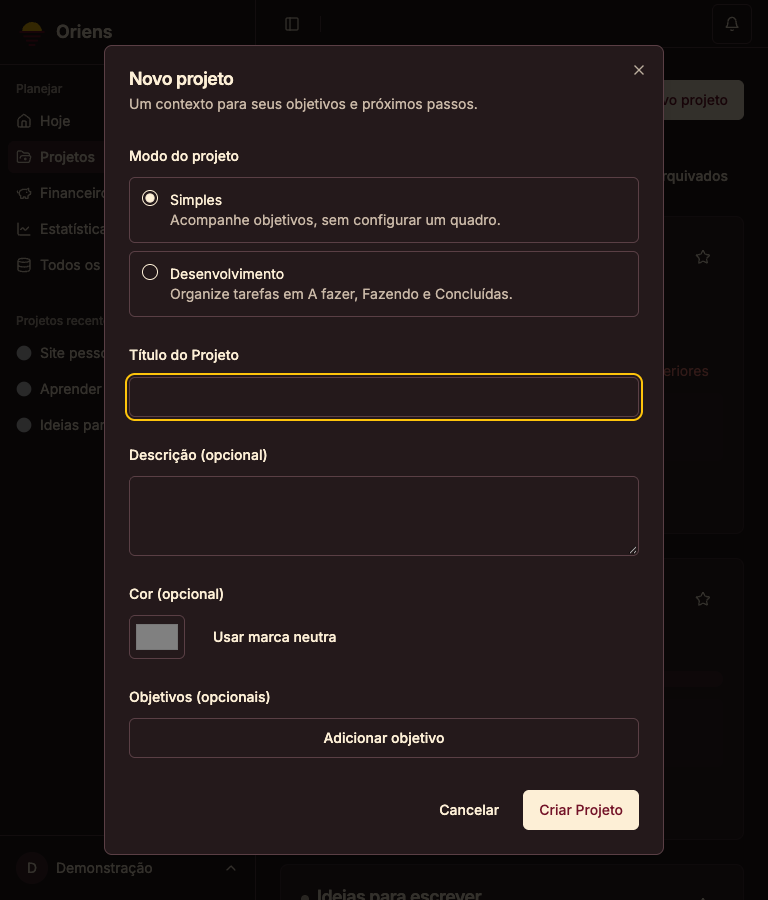 Oriens
Planejar
Hoje
Projetos
Financeiro
Estatística
Todos os
Projetos recent
Site pess
Aprender
Ideias par
Novo projeto
Um contexto para seus objetivos e próximos passos.
Modo do projeto
Simples
Acompanhe objetivos, sem configurar um quadro.
Desenvolvimento
Organize tarefas em A fazer, Fazendo e Concluídas.
Título do Projeto
Descrição (opcional)
Cor (opcional)
Usar marca neutra
Objetivos (opcionais)
Adicionar objetivo
Cancelar
Criar Projeto
vo projeto
rquivados
eriores
D
Demonstração
Ideias para escrever